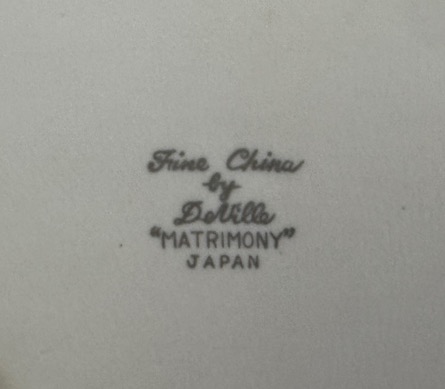 Fine China
by
DeVille
"MATRIMONY"
JAPAN